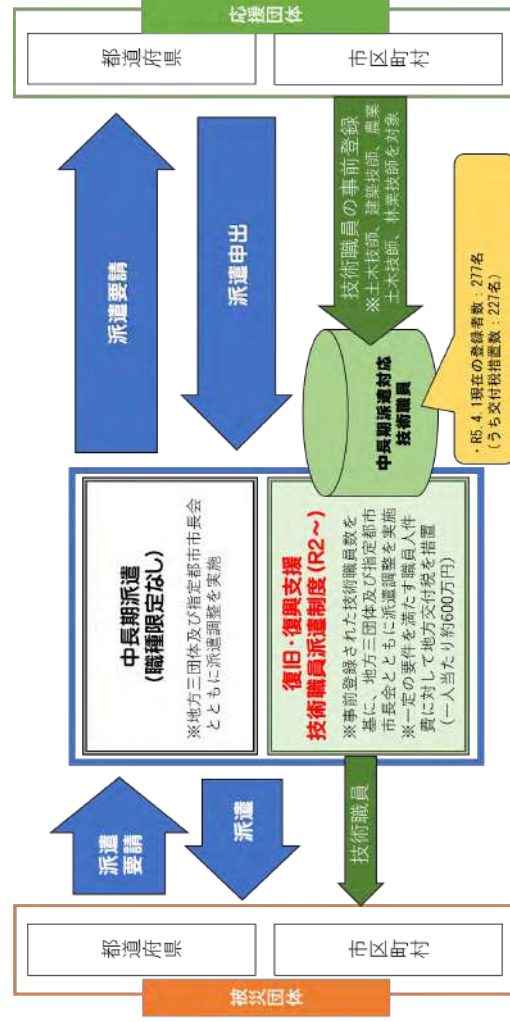 被災団体
都道府県
市区町村
派遣
要請
派遣
技術職員
中長期派遣
(職種限定なし)
※地方三団体及び指定都市市長会
とともに派遣調整を実施
復旧・復興支援
技術職員派遣制度(R2~)
※事前登録された技術職員数を
基に、地方三団体及び指定都市
市長会とともに派遣調整を実施
※一定の要件を満たす職員人件
費に対して地方交付税を措置
(一人当たり約600万円)
中長期派遣対応
技術職員
・R5.4.1現在の登録者数:277名
(うち交付税措置数:227名)
派遣要請
派遣申出
技術職員の事前登録
※土木技師、建築技師、農業
土木技師、林業技師を対象
応援団体
都道府県
市区町村